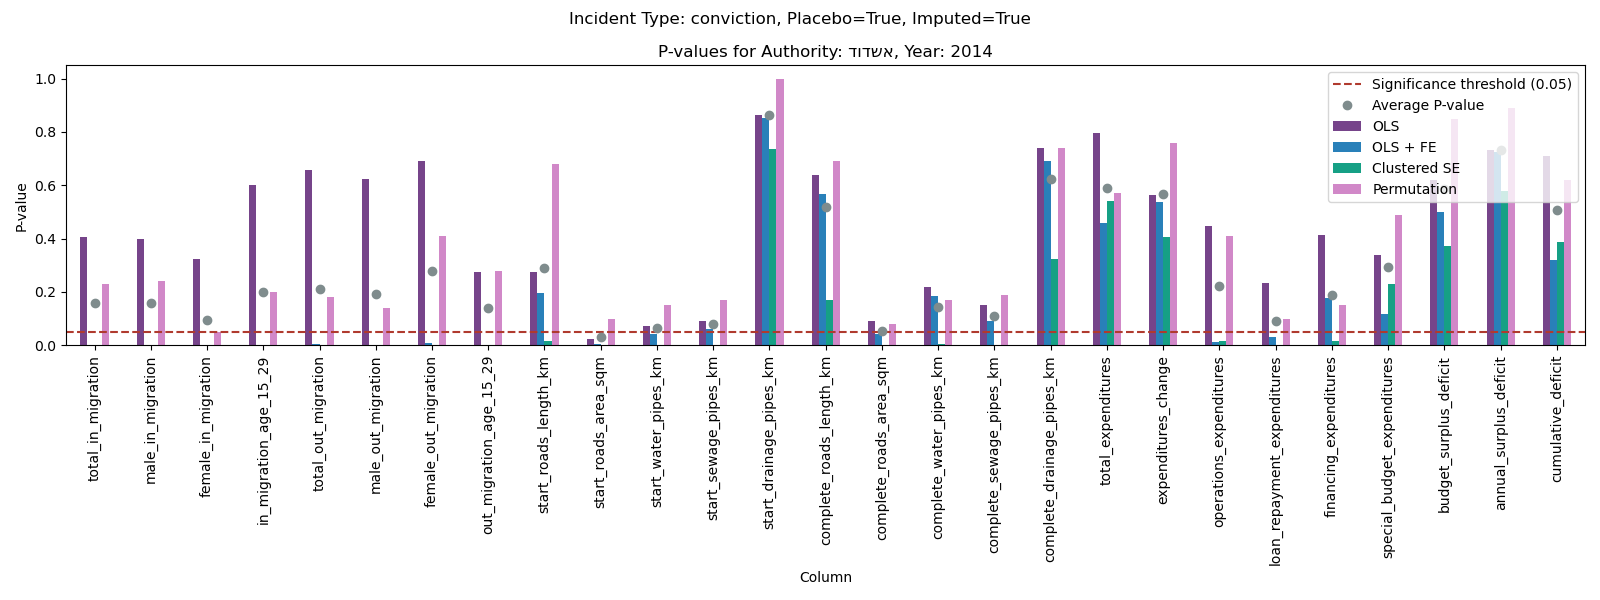 Incident Type: conviction, Placebo=True, Imputed=True
P-values for Authority: אשדוד, Year: 2014
P-value
1.0
0.8
0.6
0.4
0.2
0.0
Significance threshold (0.05)
Average P-value
OLS
OLS + FE
Clustered SE
Permutation
total_in_migration
male_in_migration
female_in_migration
in_migration_age_15_29
total_out_migration
male_out_migration
female_out_migration
out_migration_age_15_29
start_roads_length_km
start_roads_area_sqm
start_water_pipes_km
start_sewage_pipes_km
start_drainage_pipes_km
complete_roads_length_km
complete_roads_area_sqm
complete_water_pipes_km
complete_sewage_pipes_km
complete_drainage_pipes_km
total_expenditures
expenditures_change
operations_expenditures
loan_repayment_expenditures
financing_expenditures
special_budget_expenditures
budget_surplus_deficit
annual_surplus_deficit
cumulative_deficit
Column